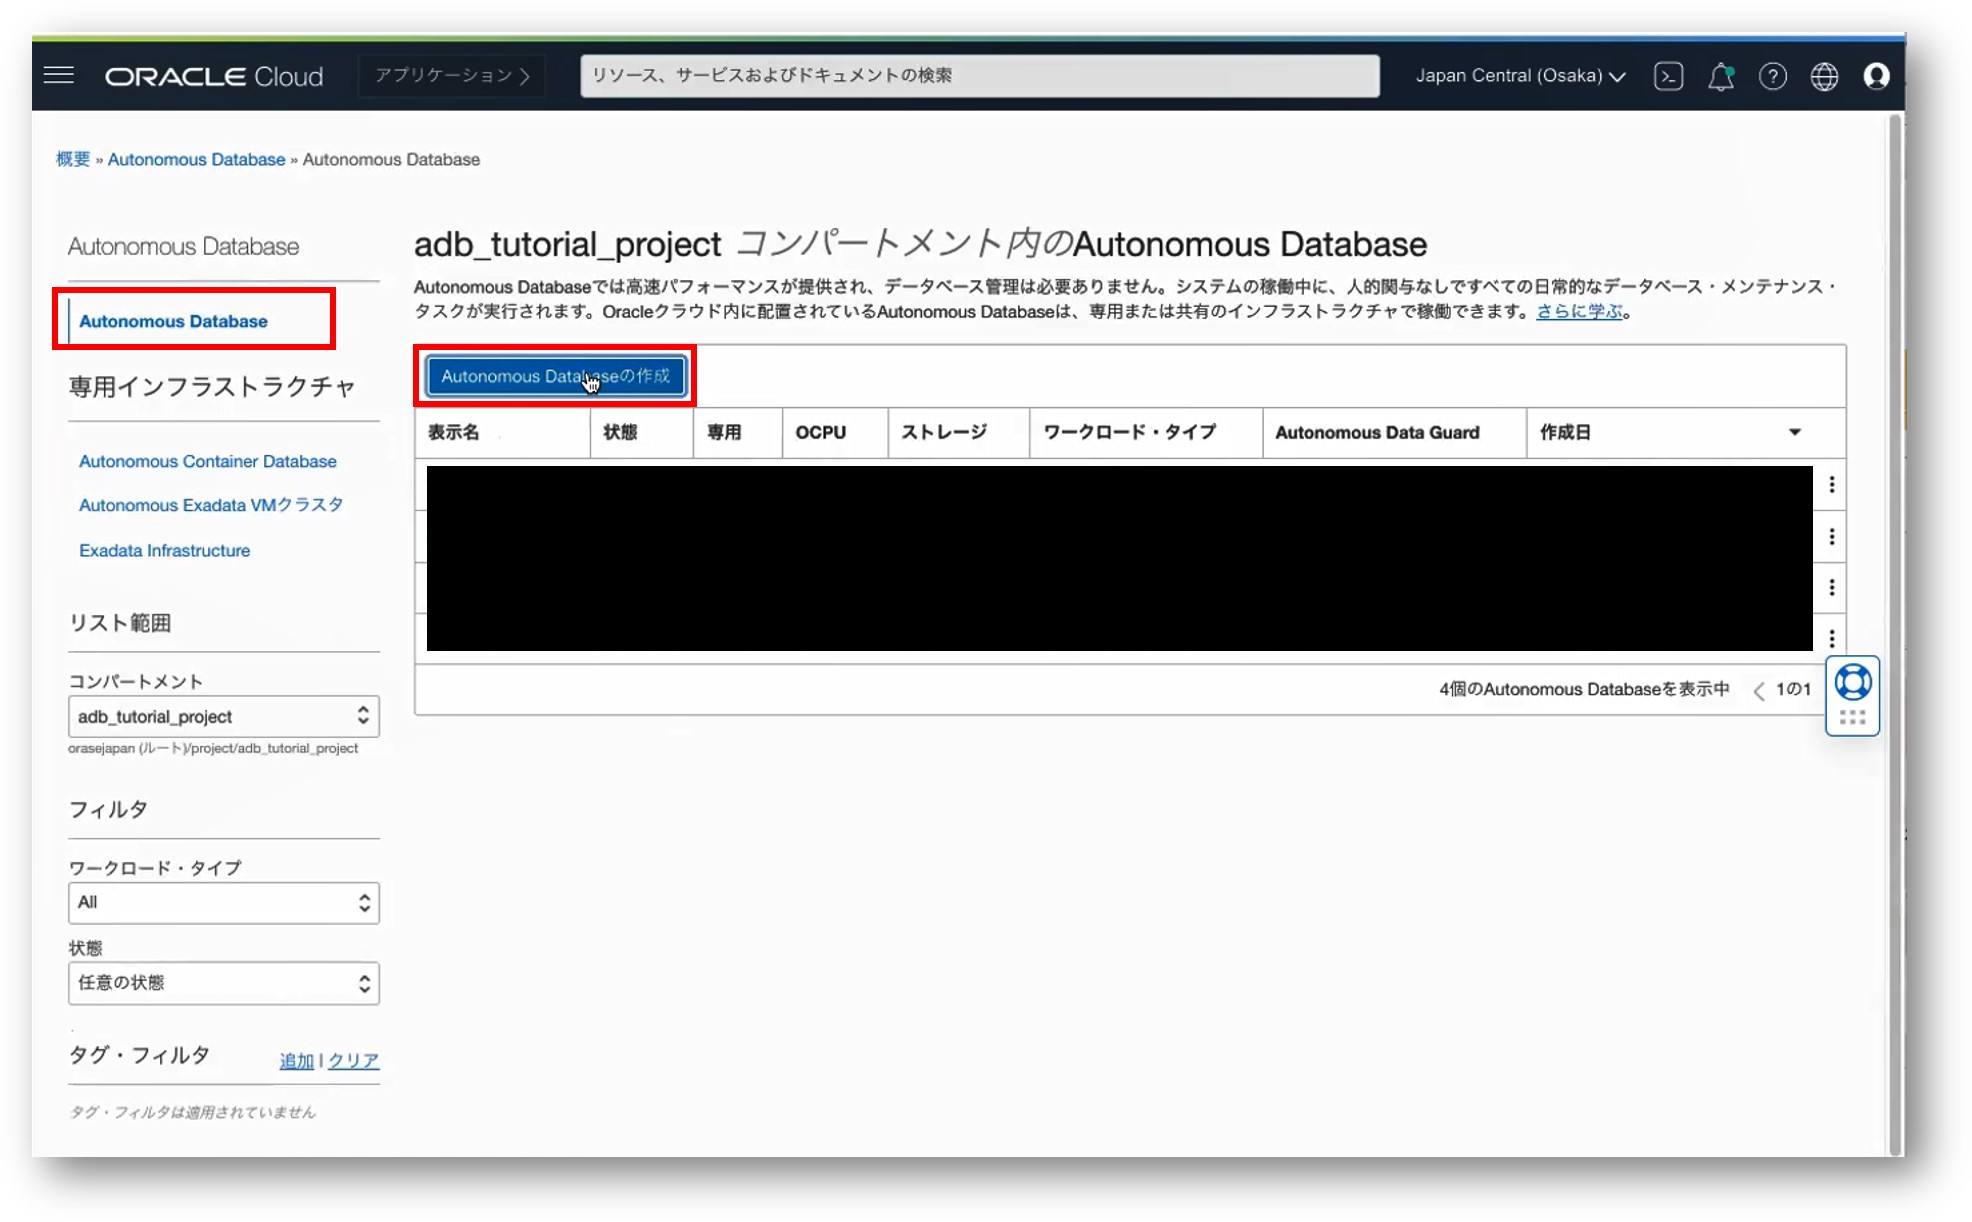 ORACLE Cloud
アプリケーション
リソース、サービスおよびドキュメントの検索
Japan Central (Osaka)
概要 » Autonomous Database » Autonomous Database
Autonomous Database
Autonomous Database
専用インフラストラクチャ
Autonomous Container Database
Autonomous Exadata VMクラスタ
Exadata Infrastructure
リスト範囲
コンパートメント
adb_tutorial_project
orasejapan (ルート)/project/adb_tutorial_project
フィルタ
ワークロード・タイプ
All
状態
任意の状態
タグ・フィルタ 追加 | クリア
タグ・フィルタは適用されていません
adb_tutorial_project コンパートメント内のAutonomous Database
Autonomous Databaseでは高速パフォーマンスが提供され、データベース管理は必要ありません。システムの稼働中に、人的関与なしですべての日常的なデータベース・メンテナンス・
タスクが実行されます。Oracleクラウド内に配置されているAutonomous Databaseは、専用または共有のインフラストラクチャで稼働できます。さらに学ぶ。
Autonomous Databaseの作成
表示名 状態 専用 OCPU ストレージ ワークロード・タイプ Autonomous Data Guard 作成日
4個のAutonomous Databaseを表示中 1の1